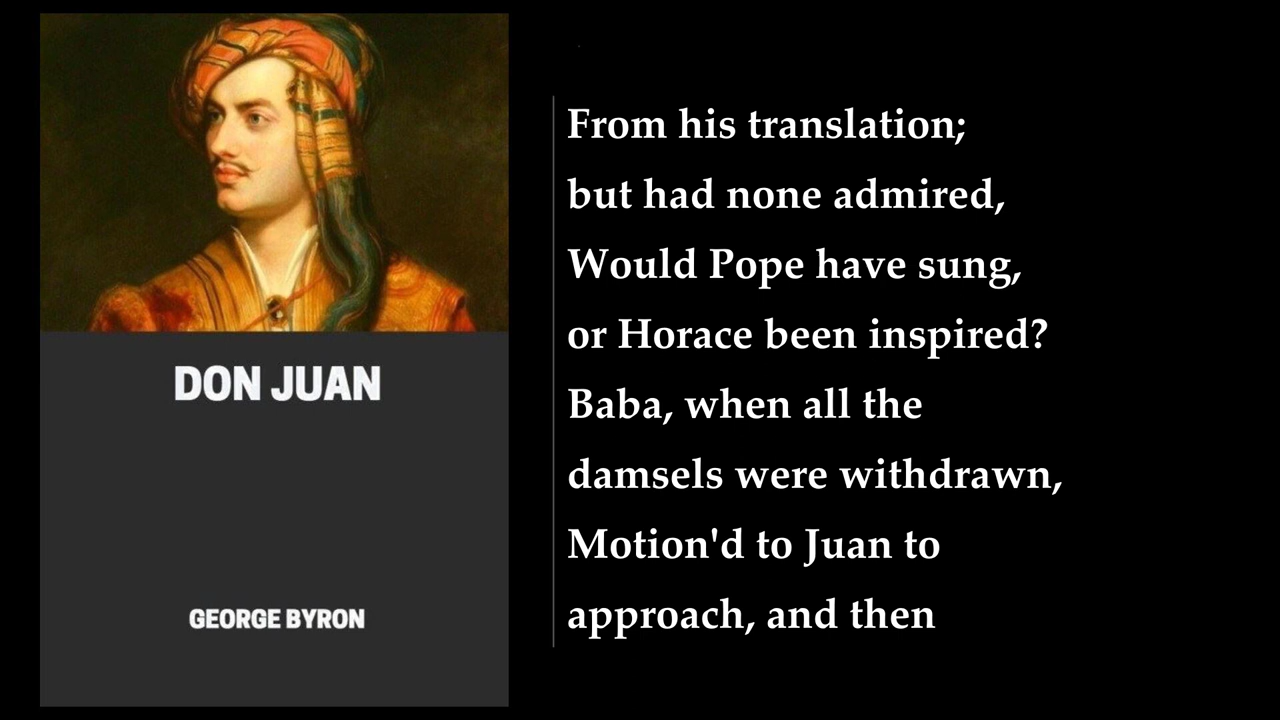 DON JUAN
GEORGE BYRON
From his translation;
but had none admired,
Would Pope have sung,
or Horace been inspired?
Baba, when all the
damsels were withdrawn,
Motion'd to Juan to
approach, and then